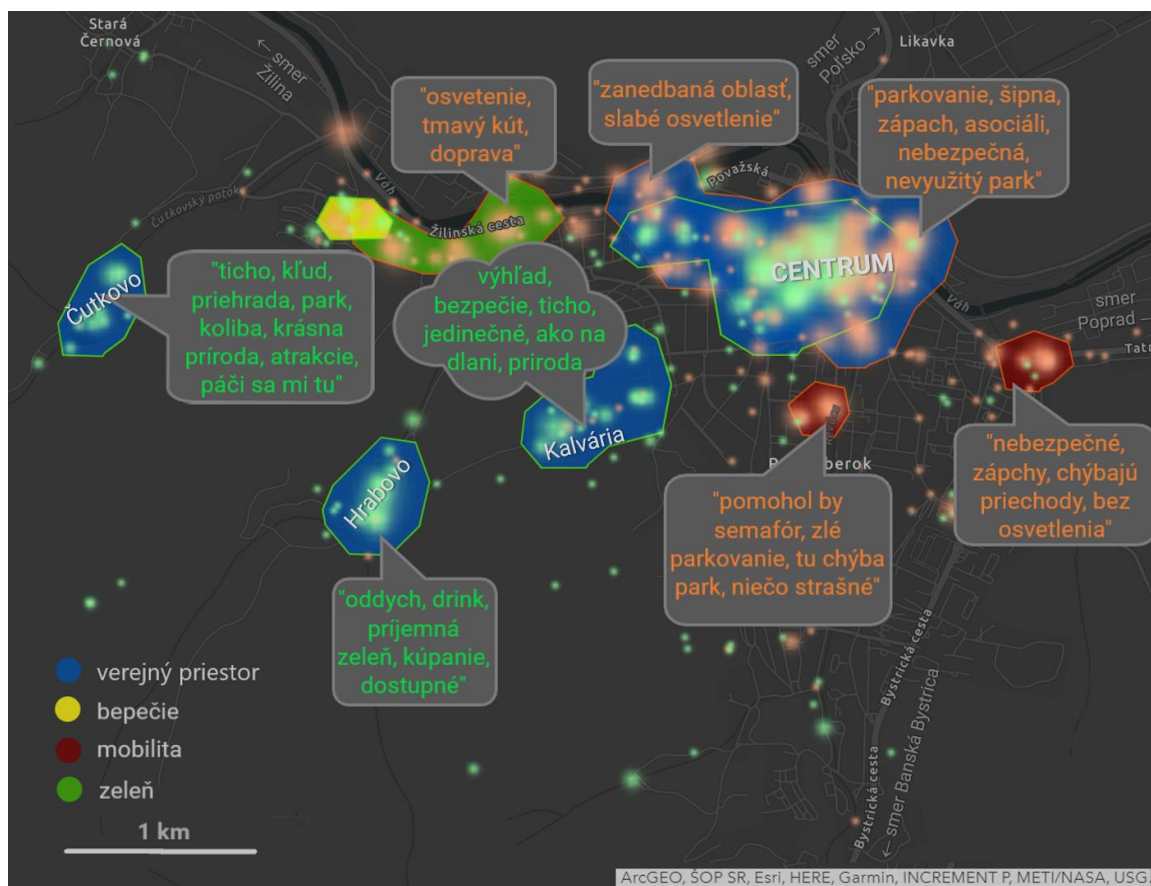 Stará
Černová
← smer
Žilina
smer
Poľsko →
Likavka
"osvetenie,
tmavý kút,
doprava"
"zanedbaná oblasť,
slabé osvetlenie"
"parkovanie, šipna,
zápach, asociáli,
nebezpečná,
nevyužitý park"
Považská
Váh
Čutkovský potok
Žilinská cesta
CENTRUM
Váh
smer
Poprad →
Čutkovo
"ticho, kľud,
priehrada, park,
koliba, krásna
príroda, atrakcie,
páči sa mi tu"
výhľad,
bezpečie, ticho,
jedinečné, ako na
dlani, priroda
Kalvária
Hrabovo
"oddych, drink,
príjemná
zeleň, kúpanie,
dostupné"
"pomohol by
semafór, zlé
parkovanie, tu chýba
park, niečo strašné"
"nebezpečné,
zápchy, chýbajú
priechody, bez
osvetlenia"
Bystrická cesta
Bystrická cesta
← smer Banská Bystrica
verejný priestor
bepečie
mobilita
zeleň
1 km
ArcGEO, ŠOP SR, Esri, HERE, Garmin, INCREMENT P, METI/NASA, USG